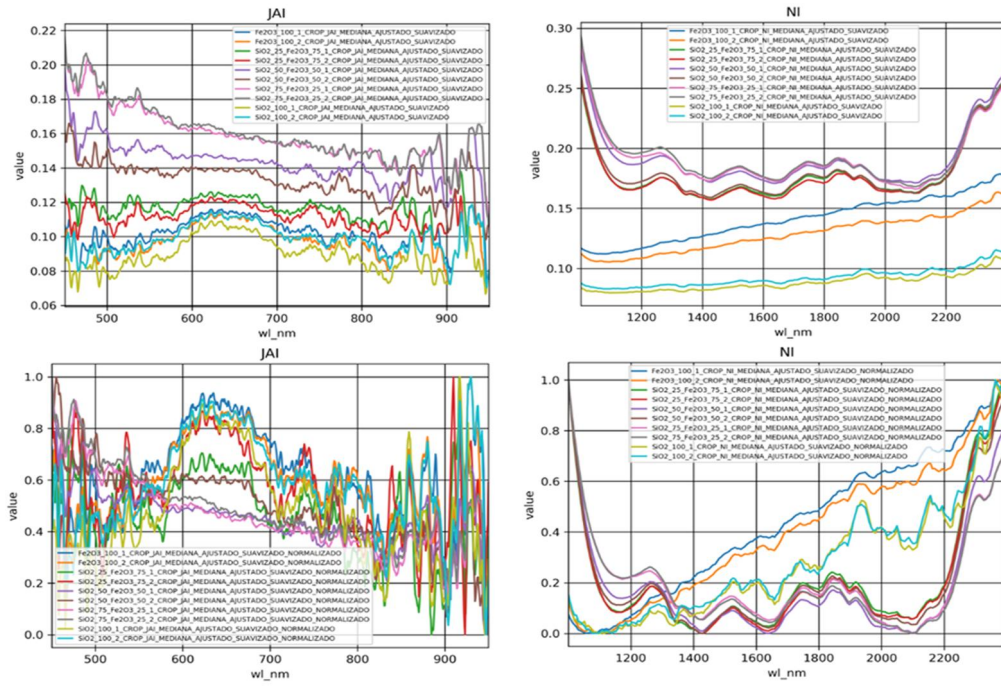 JAI
0.22
0.20
0.18
0.16
0.14
0.12
0.10
0.08
0.06
value
Fe2O3_100_1_CROP_JAI_MEDIANA_AJUSTADO_SUAVIZADO
Fe2O3_100_2_CROP_JAI_MEDIANA_AJUSTADO_SUAVIZADO
SiO2_25_Fe2O3_75_1_CROP_JAI_MEDIANA_AJUSTADO_SUAVIZADO
SiO2_25_Fe2O3_75_2_CROP_JAI_MEDIANA_AJUSTADO_SUAVIZADO
SiO2_50_Fe2O3_50_1_CROP_JAI_MEDIANA_AJUSTADO_SUAVIZADO
SiO2_50_Fe2O3_50_2_CROP_JAI_MEDIANA_AJUSTADO_SUAVIZADO
SiO2_75_Fe2O3_25_1_CROP_JAI_MEDIANA_AJUSTADO_SUAVIZADO
SiO2_75_Fe2O3_25_2_CROP_JAI_MEDIANA_AJUSTADO_SUAVIZADO
SiO2_100_1_CROP_JAI_MEDIANA_AJUSTADO_SUAVIZADO
SiO2_100_2_CROP_JAI_MEDIANA_AJUSTADO_SUAVIZADO
500 600 700 800 900
wl_nm
NI
0.30
0.25
0.20
0.15
0.10
value
Fe2O3_100_1_CROP_NI_MEDIANA_AJUSTADO_SUAVIZADO
Fe2O3_100_2_CROP_NI_MEDIANA_AJUSTADO_SUAVIZADO
SiO2_25_Fe2O3_75_1_CROP_NI_MEDIANA_AJUSTADO_SUAVIZADO
SiO2_25_Fe2O3_75_2_CROP_NI_MEDIANA_AJUSTADO_SUAVIZADO
SiO2_50_Fe2O3_50_1_CROP_NI_MEDIANA_AJUSTADO_SUAVIZADO
SiO2_50_Fe2O3_50_2_CROP_NI_MEDIANA_AJUSTADO_SUAVIZADO
SiO2_75_Fe2O3_25_1_CROP_NI_MEDIANA_AJUSTADO_SUAVIZADO
SiO2_75_Fe2O3_25_2_CROP_NI_MEDIANA_AJUSTADO_SUAVIZADO
SiO2_100_1_CROP_NI_MEDIANA_AJUSTADO_SUAVIZADO
SiO2_100_2_CROP_NI_MEDIANA_AJUSTADO_SUAVIZADO
1200 1400 1600 1800 2000 2200
wl_nm
JAI
1.0
0.8
0.6
0.4
0.2
0.0
value
Fe2O3_100_1_CROP_JAI_MEDIANA_AJUSTADO_SUAVIZADO_NORMALIZADO
Fe2O3_100_2_CROP_JAI_MEDIANA_AJUSTADO_SUAVIZADO_NORMALIZADO
SiO2_25_Fe2O3_75_1_CROP_JAI_MEDIANA_AJUSTADO_SUAVIZADO_NORMALIZADO
SiO2_25_Fe2O3_75_2_CROP_JAI_MEDIANA_AJUSTADO_SUAVIZADO_NORMALIZADO
SiO2_50_Fe2O3_50_1_CROP_JAI_MEDIANA_AJUSTADO_SUAVIZADO_NORMALIZADO
SiO2_50_Fe2O3_50_2_CROP_JAI_MEDIANA_AJUSTADO_SUAVIZADO_NORMALIZADO
SiO2_75_Fe2O3_25_1_CROP_JAI_MEDIANA_AJUSTADO_SUAVIZADO_NORMALIZADO
SiO2_75_Fe2O3_25_2_CROP_JAI_MEDIANA_AJUSTADO_SUAVIZADO_NORMALIZADO
SiO2_100_1_CROP_JAI_MEDIANA_AJUSTADO_SUAVIZADO_NORMALIZADO
SiO2_100_2_CROP_JAI_MEDIANA_AJUSTADO_SUAVIZADO_NORMALIZADO
500 600 700 800 900
wl_nm
NI
1.0
0.8
0.6
0.4
0.2
0.0
value
Fe2O3_100_1_CROP_NI_MEDIANA_AJUSTADO_SUAVIZADO_NORMALIZADO
Fe2O3_100_2_CROP_NI_MEDIANA_AJUSTADO_SUAVIZADO_NORMALIZADO
SiO2_25_Fe2O3_75_1_CROP_NI_MEDIANA_AJUSTADO_SUAVIZADO_NORMALIZADO
SiO2_25_Fe2O3_75_2_CROP_NI_MEDIANA_AJUSTADO_SUAVIZADO_NORMALIZADO
SiO2_50_Fe2O3_50_1_CROP_NI_MEDIANA_AJUSTADO_SUAVIZADO_NORMALIZADO
SiO2_50_Fe2O3_50_2_CROP_NI_MEDIANA_AJUSTADO_SUAVIZADO_NORMALIZADO
SiO2_75_Fe2O3_25_1_CROP_NI_MEDIANA_AJUSTADO_SUAVIZADO_NORMALIZADO
SiO2_75_Fe2O3_25_2_CROP_NI_MEDIANA_AJUSTADO_SUAVIZADO_NORMALIZADO
SiO2_100_1_CROP_NI_MEDIANA_AJUSTADO_SUAVIZADO_NORMALIZADO
SiO2_100_2_CROP_NI_MEDIANA_AJUSTADO_SUAVIZADO_NORMALIZADO
1200 1400 1600 1800 2000 2200
wl_nm